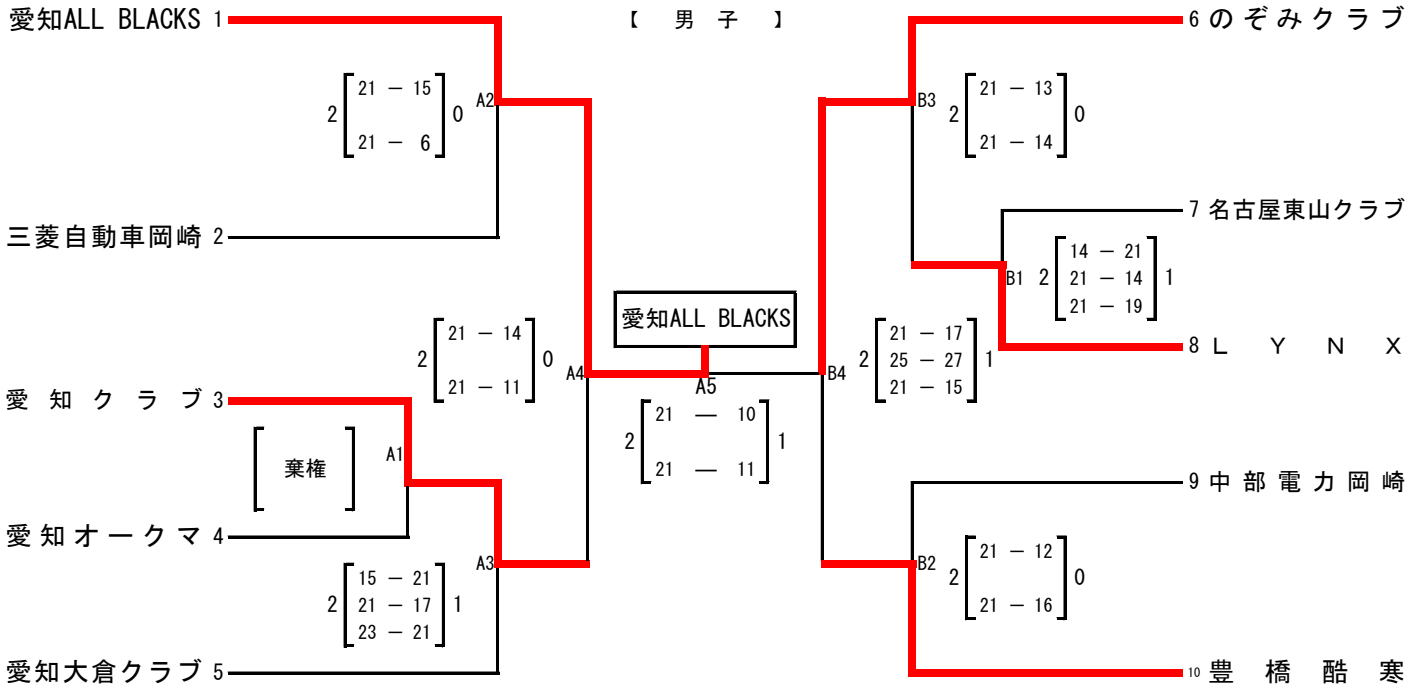 【 男 子 】
愛知ALL BLACKS 1
A2
2 [ 21 － 15 21 － 6 ] 0
三菱自動車岡崎 2
A4
2 [ 21 － 14 21 － 11 ] 0
愛 知 ク ラ ブ 3
A1
[ 棄権 ]
愛知オークマ 4
A3
2 [ 15 － 21 21 － 17 23 － 21 ] 1
愛知大倉クラブ 5
愛知ALL BLACKS
A5
2 [ 21 ― 10 21 ― 11 ] 1
6 のぞみクラブ
B3
2 [ 21 － 13 21 － 14 ] 0
7 名古屋東山クラブ
B1
2 [ 14 － 21 21 － 14 21 － 19 ] 1
8 L Y N X
B4
2 [ 21 － 17 25 － 27 21 － 15 ] 1
9 中部電力岡崎
B2
2 [ 21 － 12 21 － 16 ] 0
10 豊 橋 酷 寒